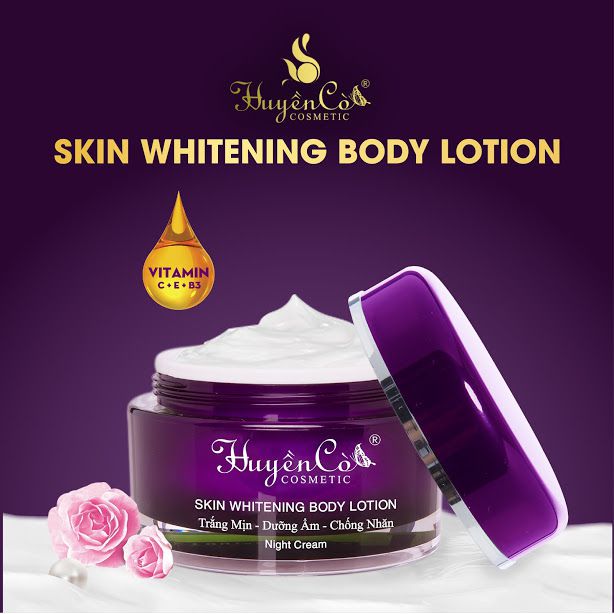 HuyềnCò®
COSMETIC
SKIN WHITENING BODY LOTION
VITAMIN
C + E + B3
HuyềnCò®
COSMETIC
SKIN WHITENING BODY LOTION
Trắng Mịn - Dưỡng Ẩm - Chống Nhăn
Night Cream